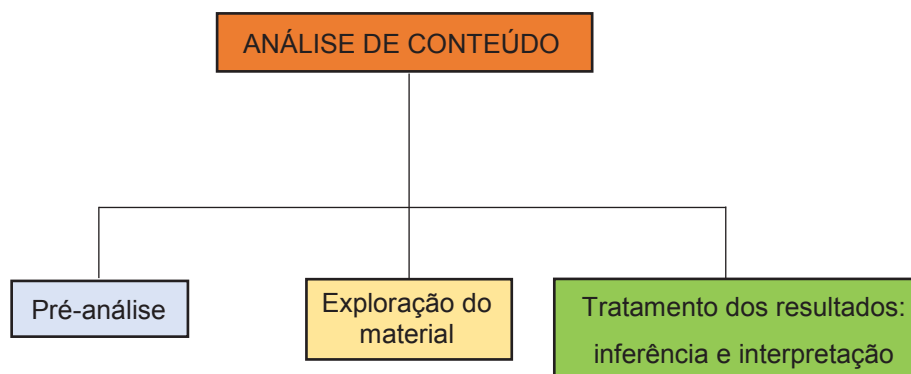 ANÁLISE DE CONTEÚDO
Pré-análise
Exploração do
material
Tratamento dos resultados:
inferência e interpretação